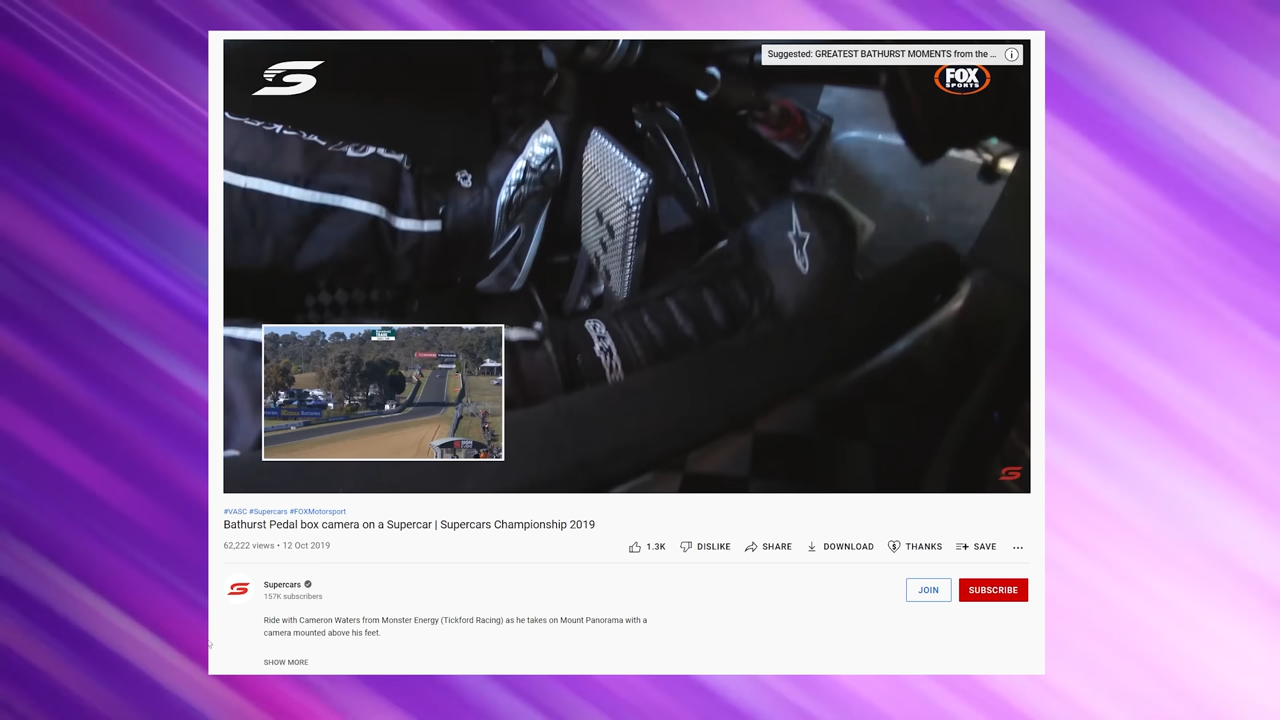 Suggested: GREATEST BATHURST MOMENTS from the ...
FOX
SPORTS
#VASC #Supercars #FOXMotorsport
Bathurst Pedal box camera on a Supercar | Supercars Championship 2019
62,222 views • 12 Oct 2019
1.3K
DISLIKE
SHARE
DOWNLOAD
THANKS
SAVE
Supercars
157K subscribers
JOIN
SUBSCRIBE
Ride with Cameron Waters from Monster Energy (Tickford Racing) as he takes on Mount Panorama with a
camera mounted above his feet.
SHOW MORE